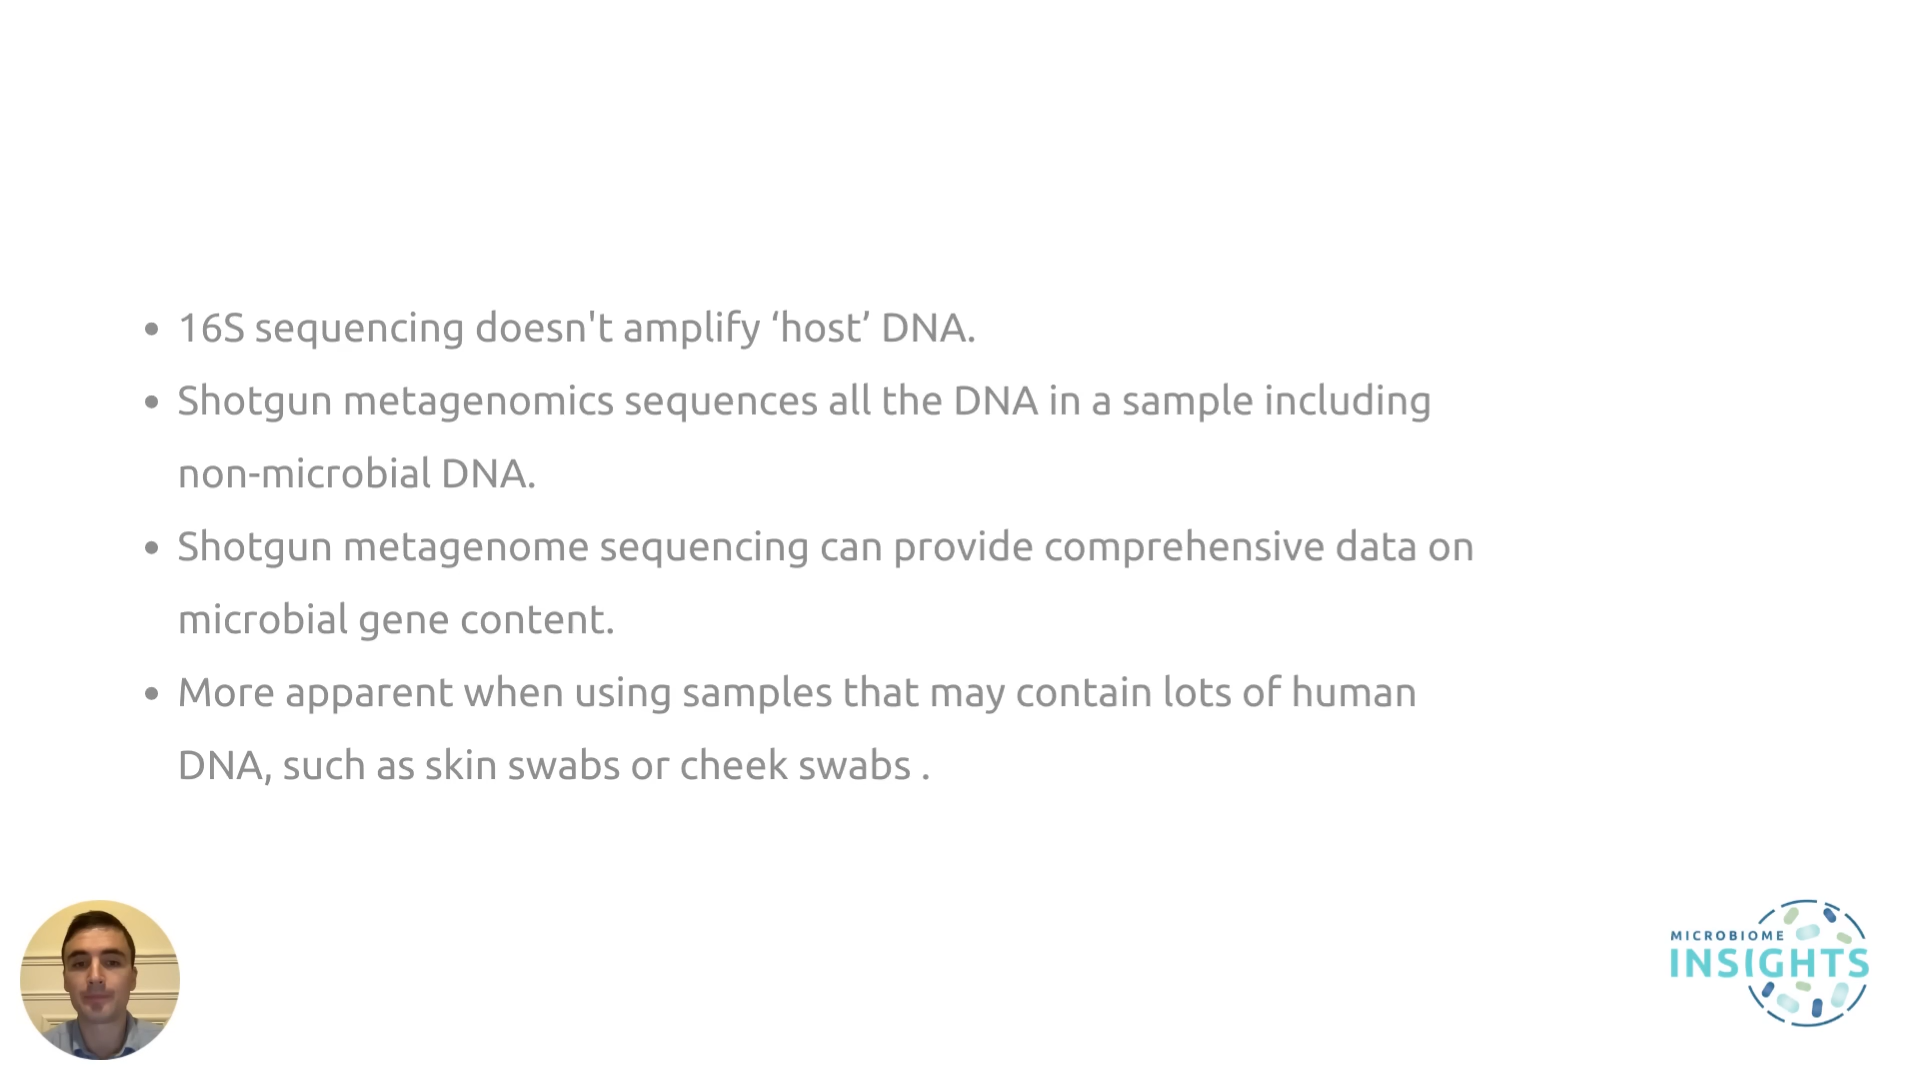 • 16S sequencing doesn't amplify ‘host’ DNA.
• Shotgun metagenomics sequences all the DNA in a sample including
non-microbial DNA.
• Shotgun metagenome sequencing can provide comprehensive data on
microbial gene content.
• More apparent when using samples that may contain lots of human
DNA, such as skin swabs or cheek swabs .
MICROBIOME
INSIGHTS